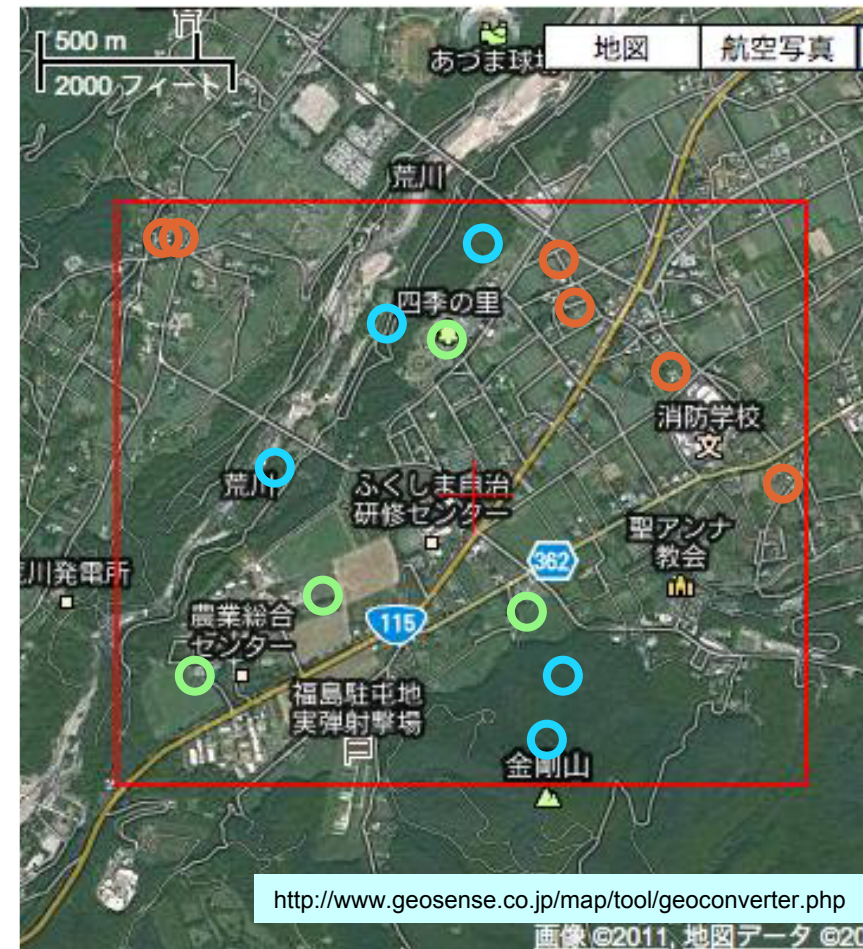 500 m
2000 フィート
あづま球
地図
航空写真
荒川
四季の里
消防学校
文
荒川
ふくしま自治
研修センター
聖アンナ
教会
362
川発電所
農業総合
センター
115
福島駐屯地
実弾射撃場
金剛山
http://www.geosense.co.jp/map/tool/geoconverter.php
画像 ©2011、地図データ ©20